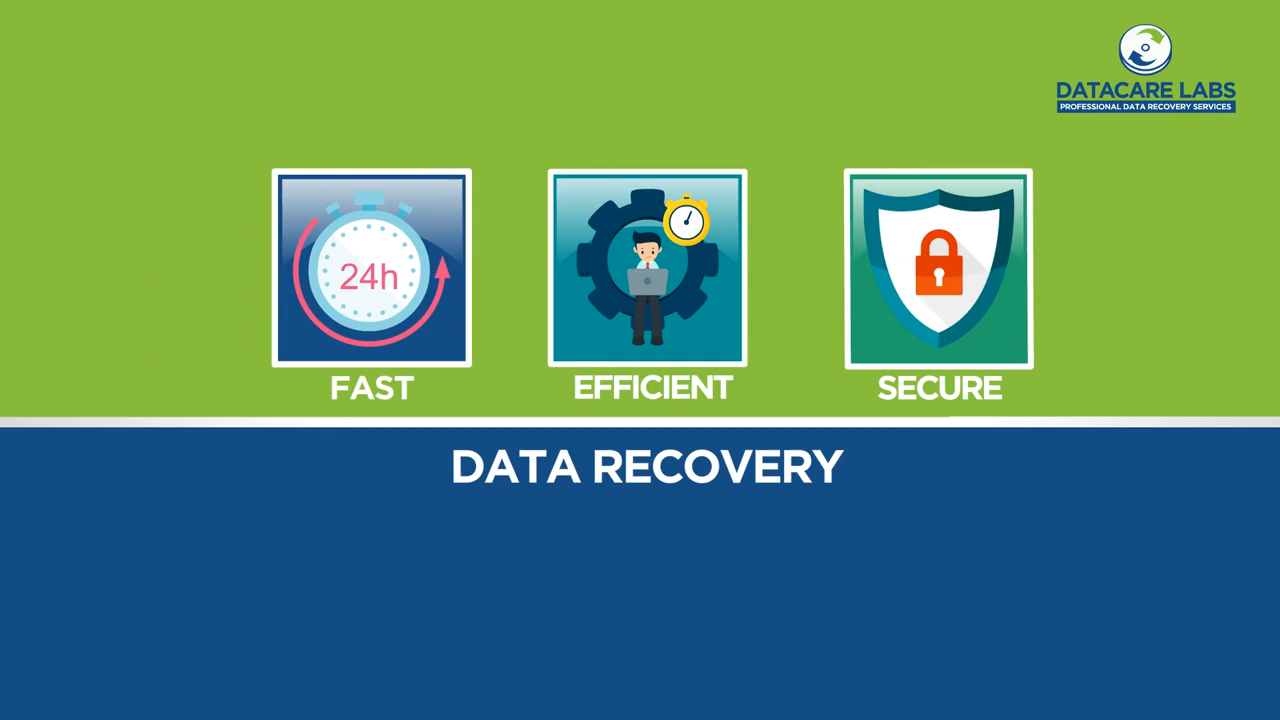 DATACARE LABS
PROFESSIONAL DATA RECOVERY SERVICES
24h
FAST
EFFICIENT
SECURE
DATA RECOVERY